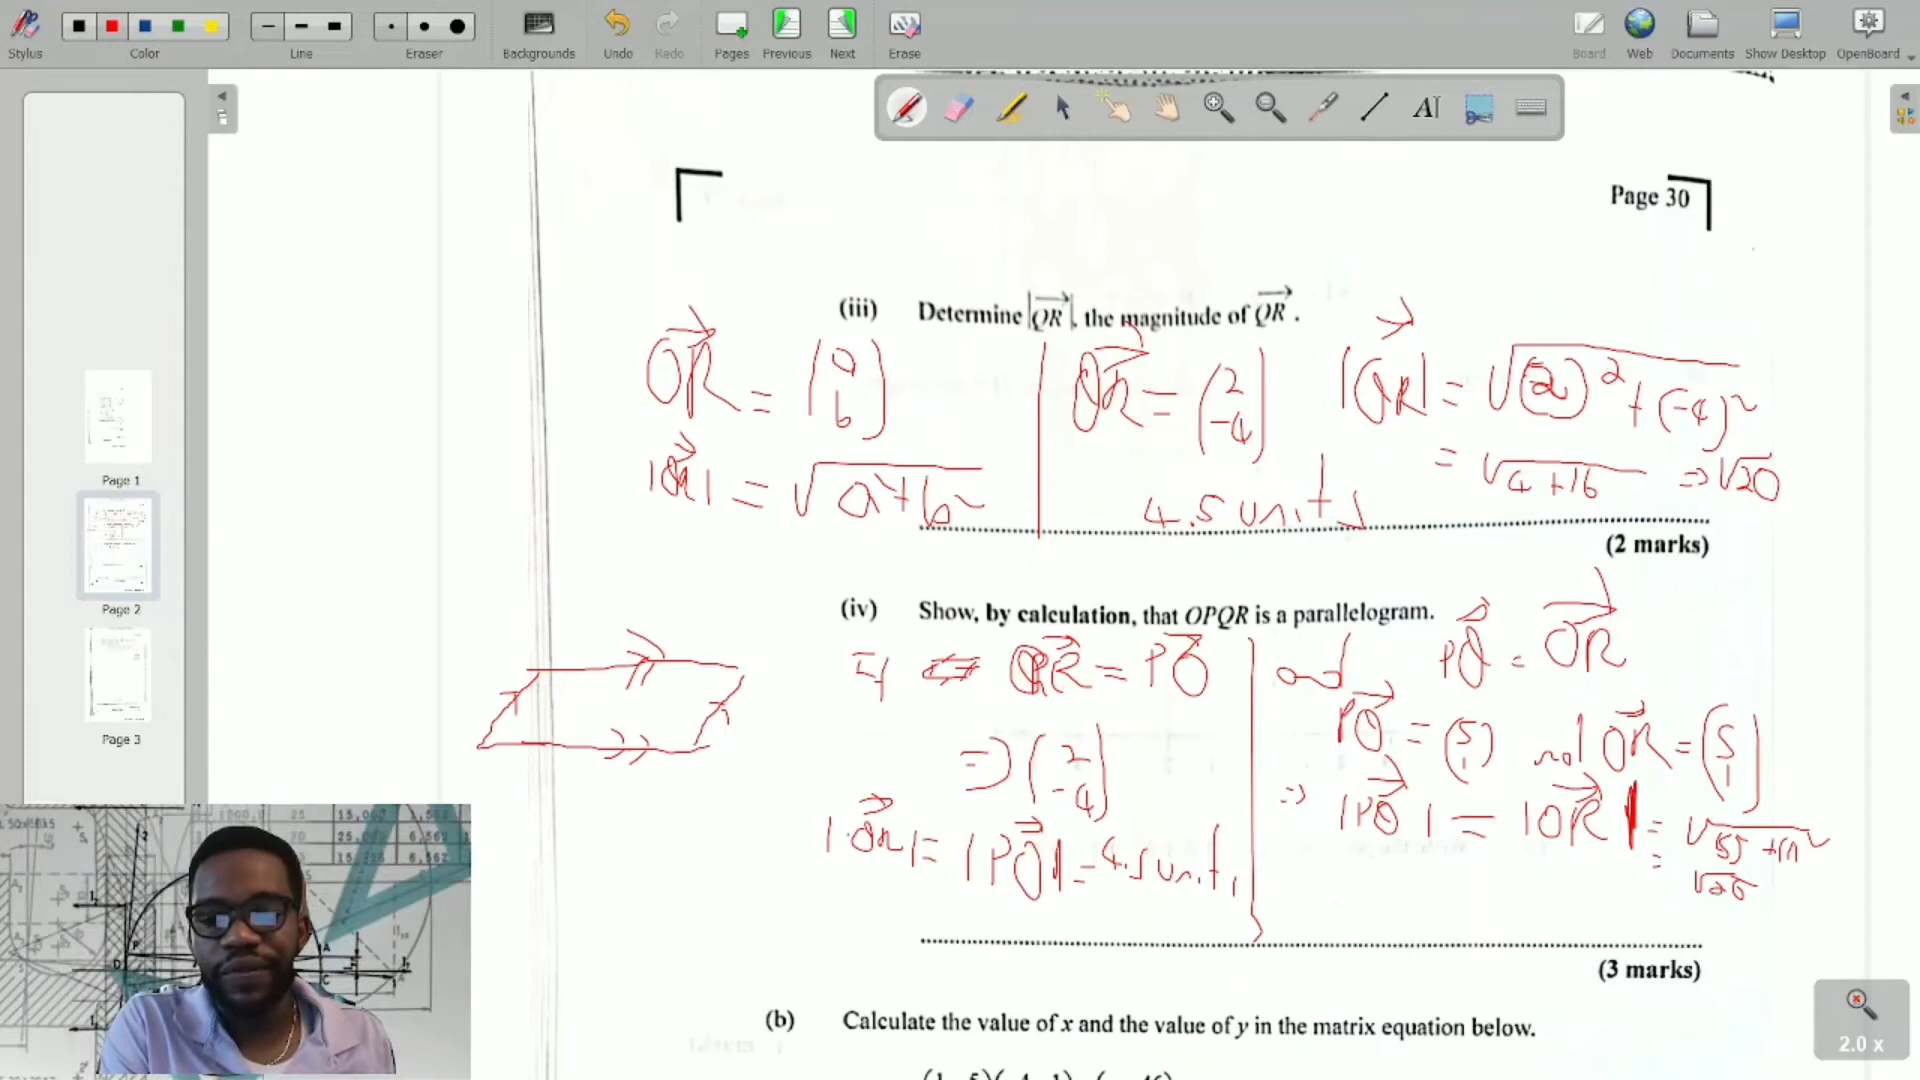 Stylus Color Line Eraser Backgrounds Undo Redo Pages Previous Next Erase Board Web Documents Show Desktop OpenBoard
Page 30
(iii) Determine |QR|, the magnitude of QR .
OR = (a b)
|OR| = √a²+b²
QR = (2 -4)
4.5 units
|QR| = √(2)² + (-4)²
= √4+16 ⇒ √20
(2 marks)
(iv) Show, by calculation, that OPQR is a parallelogram.
If QR = PO
⇒ (2 -4)
|QR| = |PO| = 4.5 units
and PQ = OR
PQ = (5 1) and OR = (5 1)
⇒ |PQ| = |OR| =
√26
(3 marks)
(b) Calculate the value of x and the value of y in the matrix equation below.
Page 1
Page 2
Page 3
2.0 x